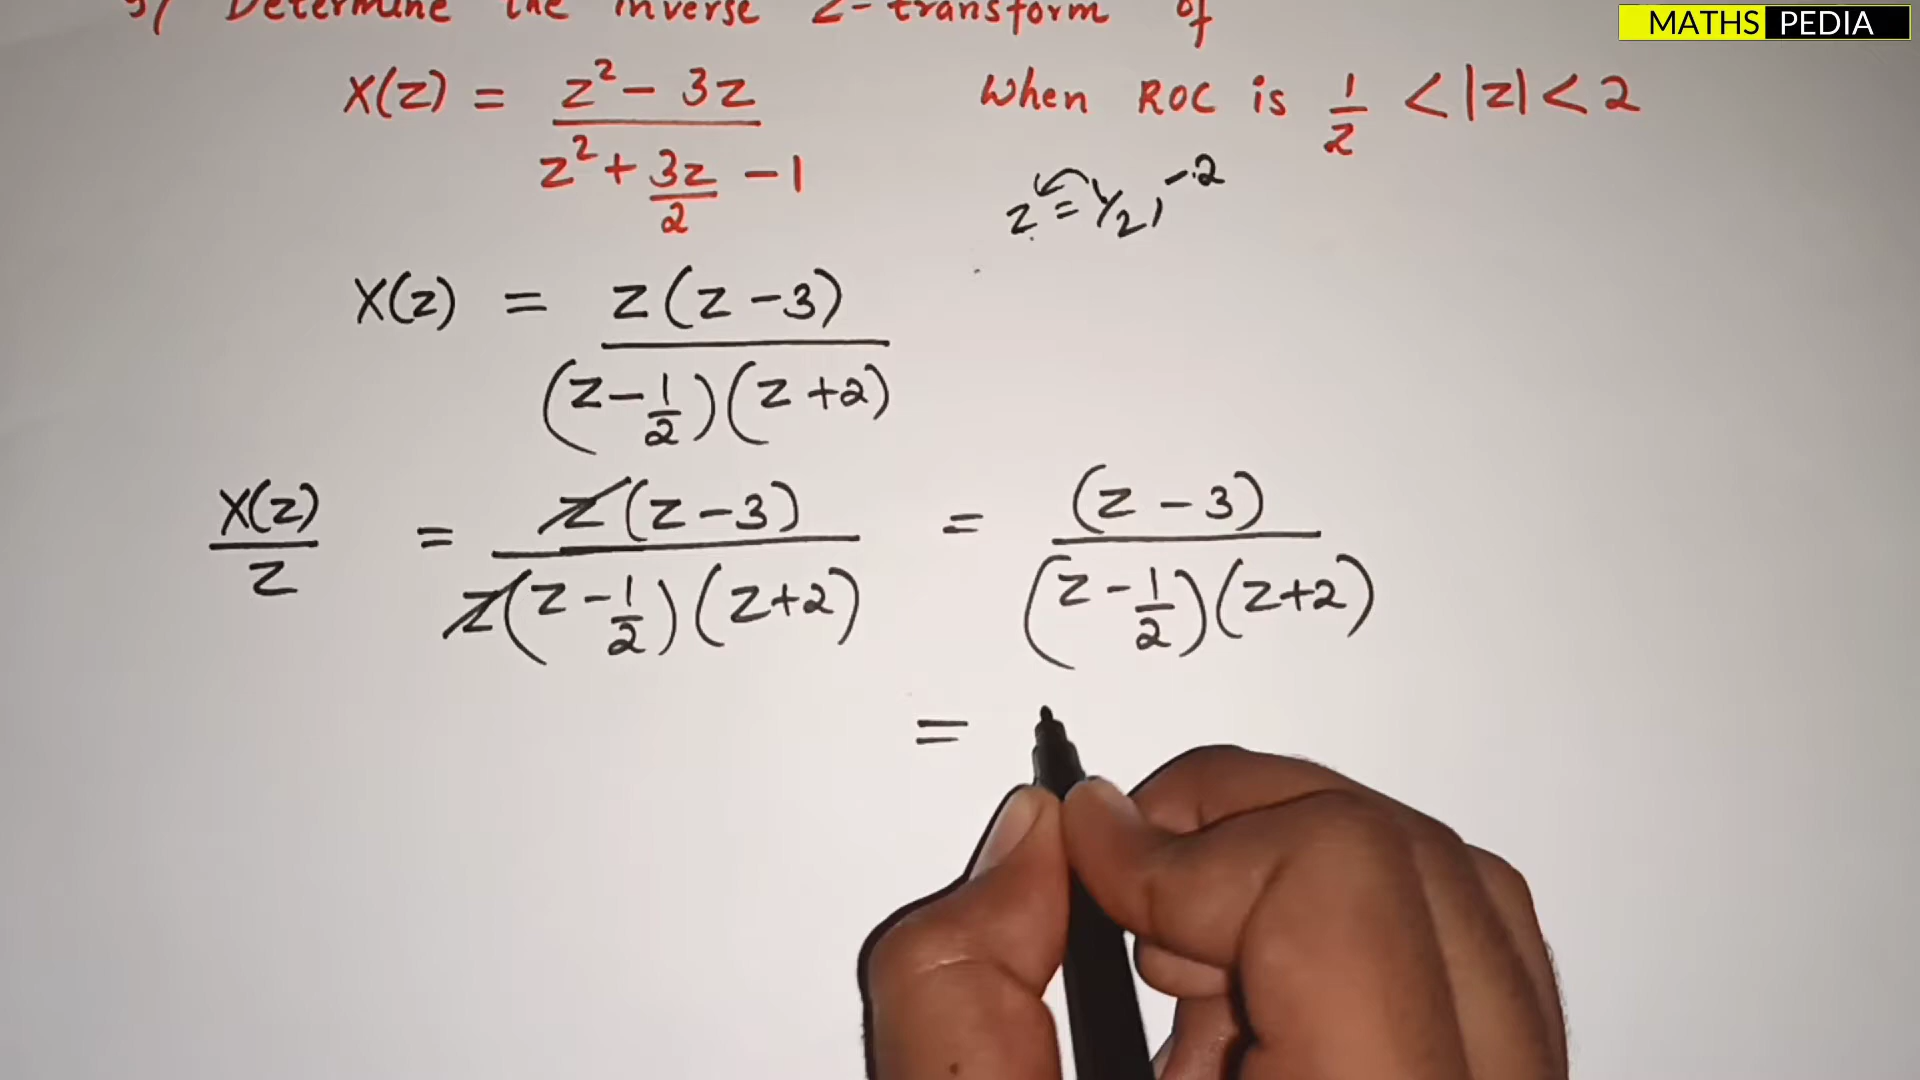 Determine the inverse Z-transform of
MATHS PEDIA
X(z) = (z² - 3z)/(z² + 3z/2 - 1) When ROC is 1/2 < |z| < 2
z = 1/2, -2
X(z) = z(z-3)/((z-1/2)(z+2))
X(z)/z = z(z-3)/(z(z-1/2)(z+2)) = (z-3)/((z-1/2)(z+2))
=